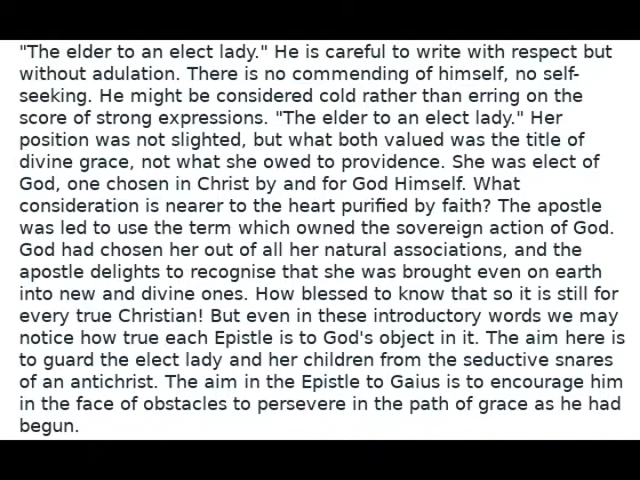 "The elder to an elect lady." He is careful to write with respect but
without adulation. There is no commending of himself, no self-
seeking. He might be considered cold rather than erring on the
score of strong expressions. "The elder to an elect lady." Her
position was not slighted, but what both valued was the title of
divine grace, not what she owed to providence. She was elect of
God, one chosen in Christ by and for God Himself. What
consideration is nearer to the heart purified by faith? The apostle
was led to use the term which owned the sovereign action of God.
God had chosen her out of all her natural associations, and the
apostle delights to recognise that she was brought even on earth
into new and divine ones. How blessed to know that so it is still for
every true Christian! But even in these introductory words we may
notice how true each Epistle is to God's object in it. The aim here is
to guard the elect lady and her children from the seductive snares
of an antichrist. The aim in the Epistle to Gaius is to encourage him
in the face of obstacles to persevere in the path of grace as he had
begun.